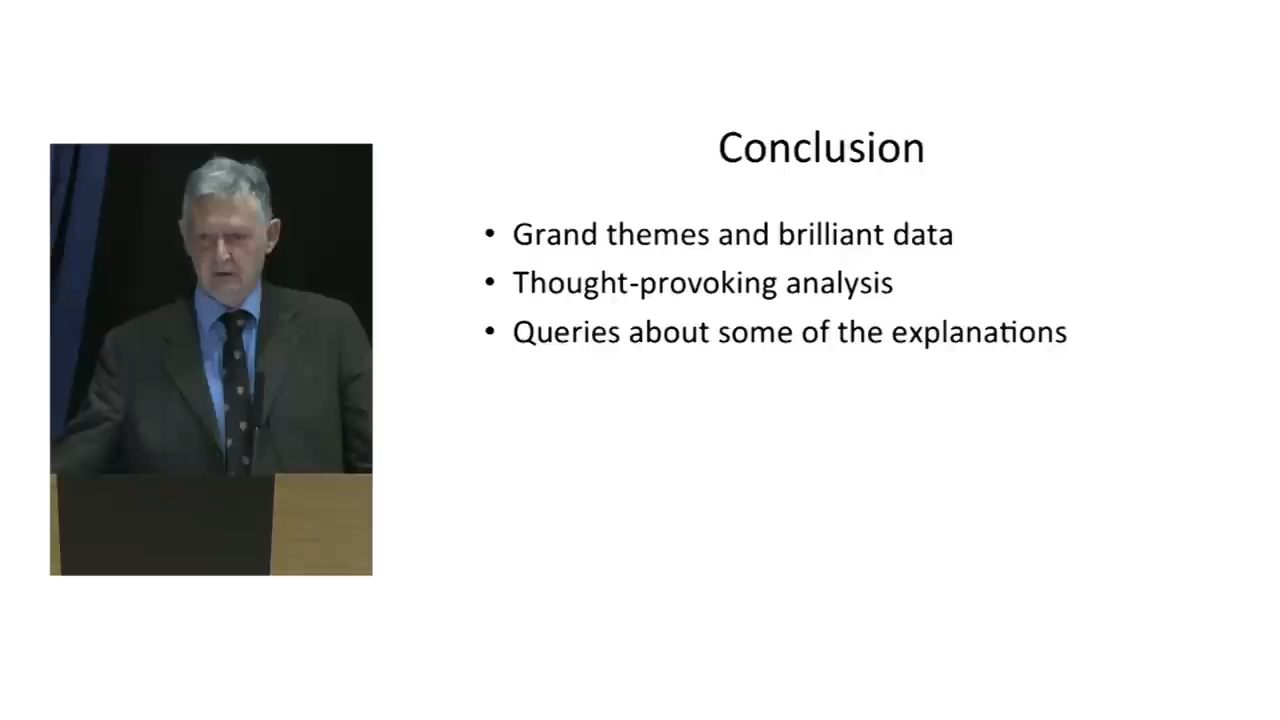 Conclusion
• Grand themes and brilliant data
• Thought-provoking analysis
• Queries about some of the explanations